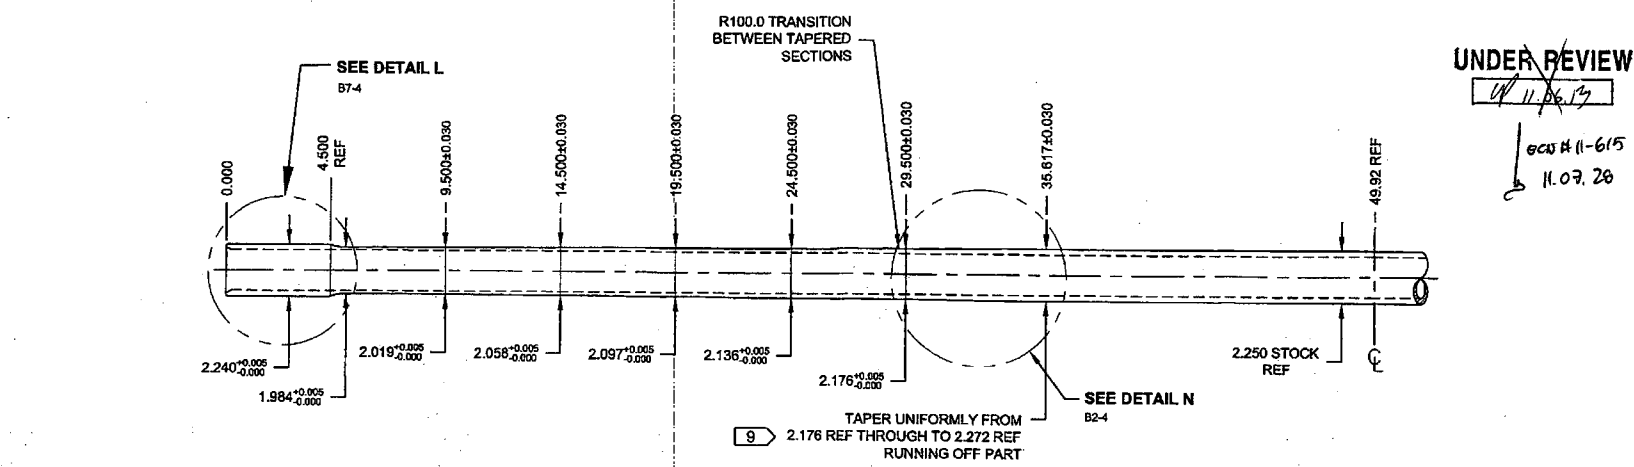 R100.0 TRANSITION
BETWEEN TAPERED
SECTIONS
UNDER REVIEW
11.06.13
ECN # 11-615
11.07.28
SEE DETAIL L
B7-4
0.000
4.500
REF
9.500±0.030
14.500±0.030
19.500±0.030
24.500±0.030
29.500±0.030
35.617±0.030
49.92 REF
2.240 +0.005
-0.000
1.984 +0.005
-0.000
2.019 +0.005
-0.000
2.058 +0.005
-0.000
2.097 +0.005
-0.000
2.136 +0.005
-0.000
2.176 +0.005
-0.000
2.250 STOCK
REF
℄
SEE DETAIL N
B2-4
TAPER UNIFORMLY FROM
9 2.176 REF THROUGH TO 2.272 REF
RUNNING OFF PART